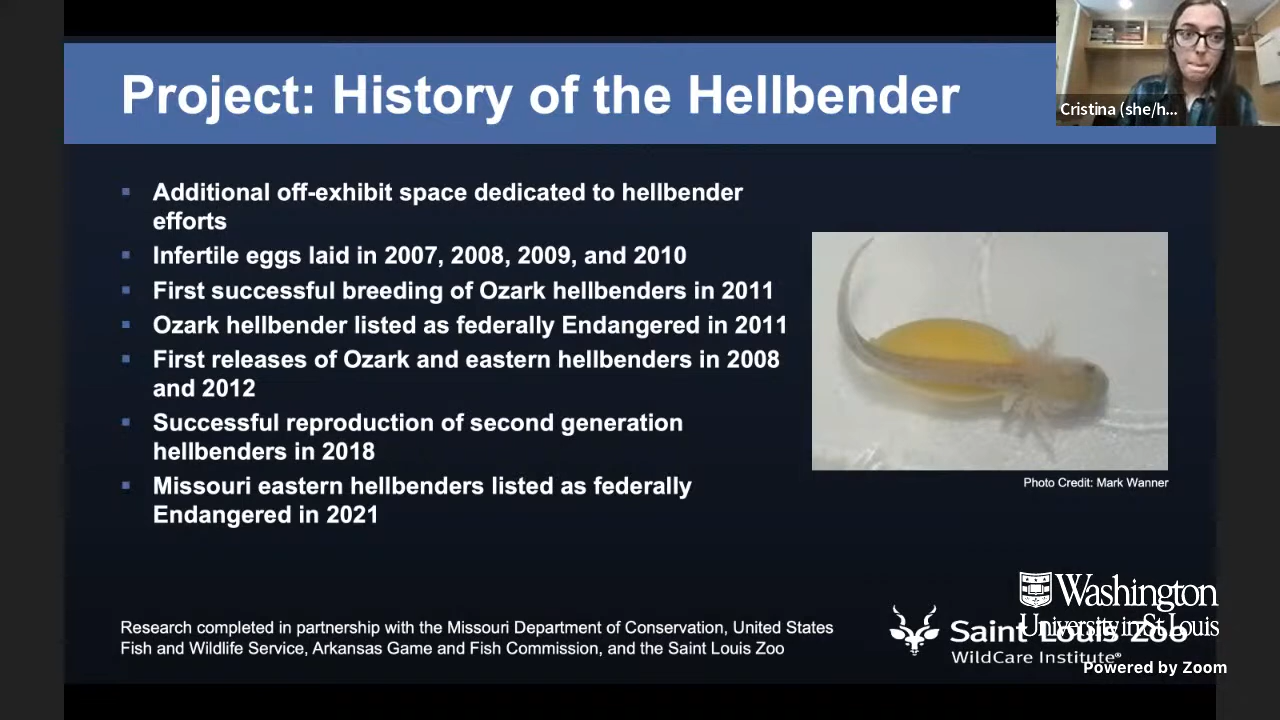 Project: History of the Hellbender
Cristina (she/h...
Additional off-exhibit space dedicated to hellbender
efforts
Infertile eggs laid in 2007, 2008, 2009, and 2010
First successful breeding of Ozark hellbenders in 2011
Ozark hellbender listed as federally Endangered in 2011
First releases of Ozark and eastern hellbenders in 2008
and 2012
Successful reproduction of second generation
hellbenders in 2018
Missouri eastern hellbenders listed as federally
Endangered in 2021
Photo Credit: Mark Wanner
Research completed in partnership with the Missouri Department of Conservation, United States
Fish and Wildlife Service, Arkansas Game and Fish Commission, and the Saint Louis Zoo
Washington
University in St Louis
Saint Louis Zoo
WildCare Institute®
Powered by Zoom